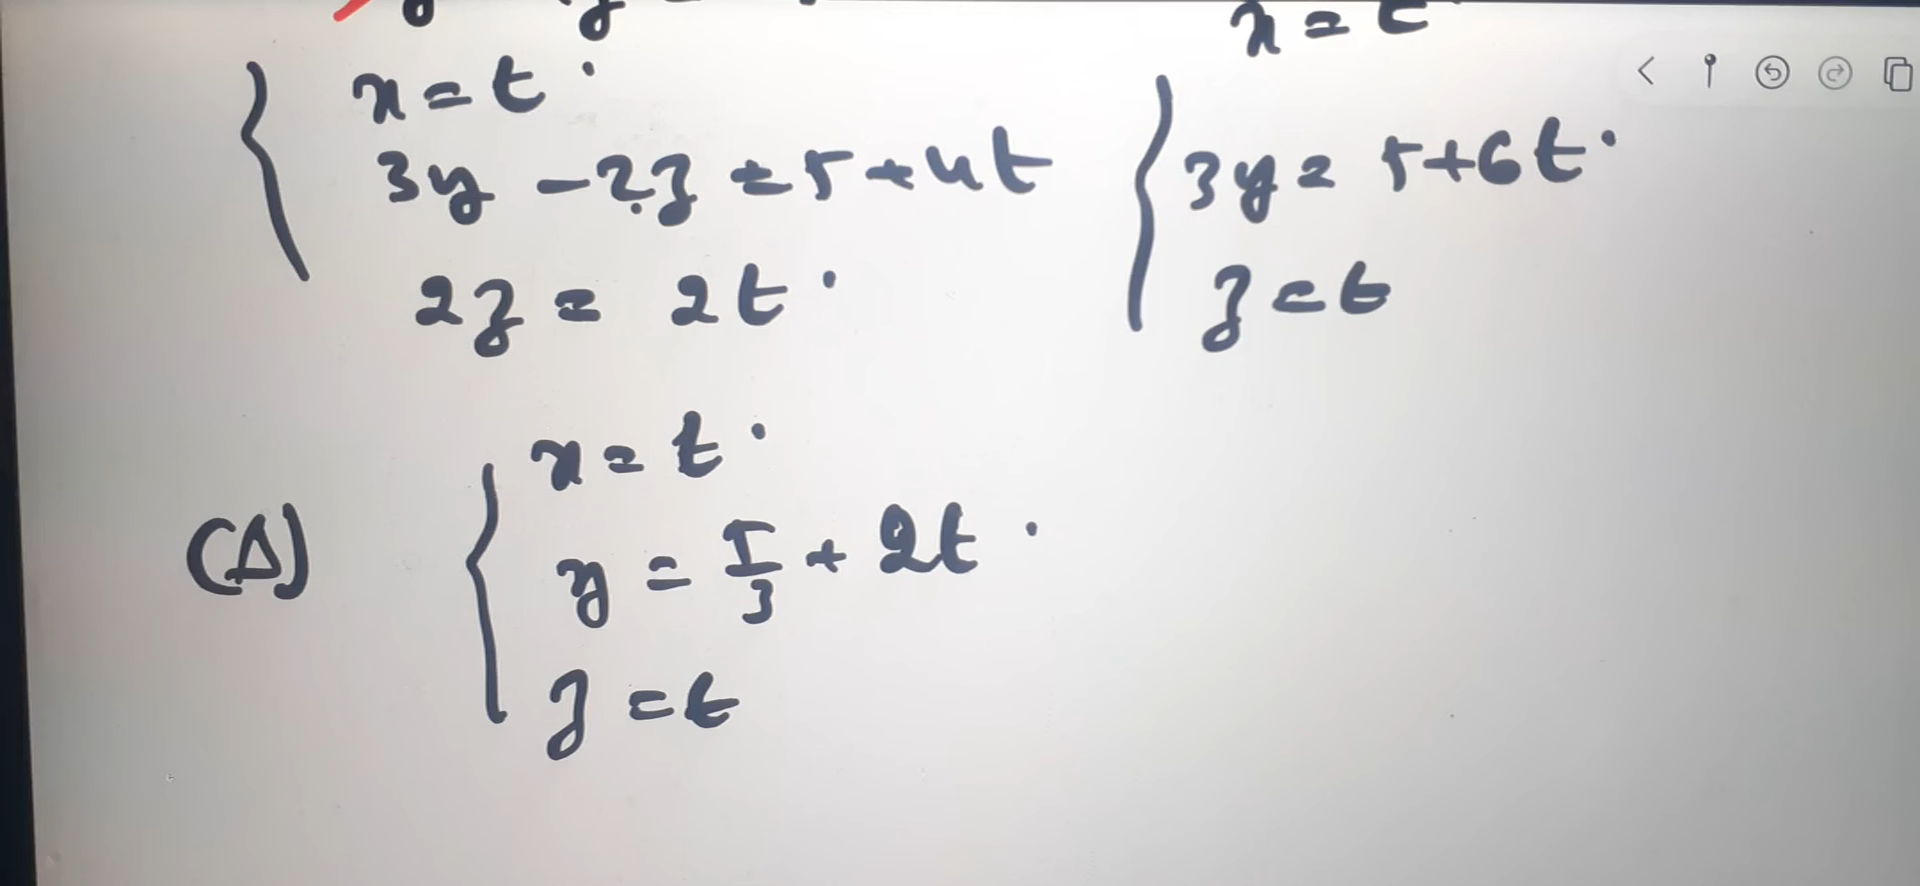 x = t
x = t
3y - 2z = 5 + 4t
3y = 5 + 6t
2z = 2t
z = t
x = t
(Δ)
y = 5/3 + 2t
z = t